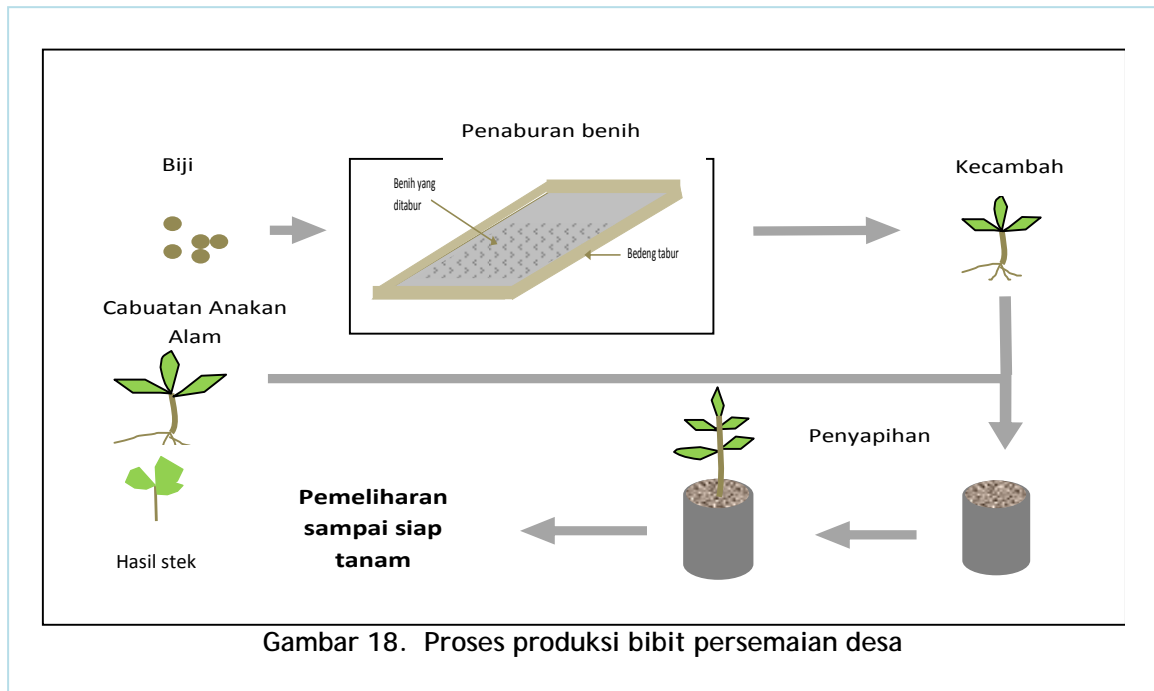 Penaburan benih
Biji
Kecambah
Benih yang
ditabur
Bedeng tabur
Cabuatan Anakan
Alam
Penyapihan
Pemeliharan
sampai siap
tanam
Hasil stek
Gambar 18. Proses produksi bibit persemaian desa